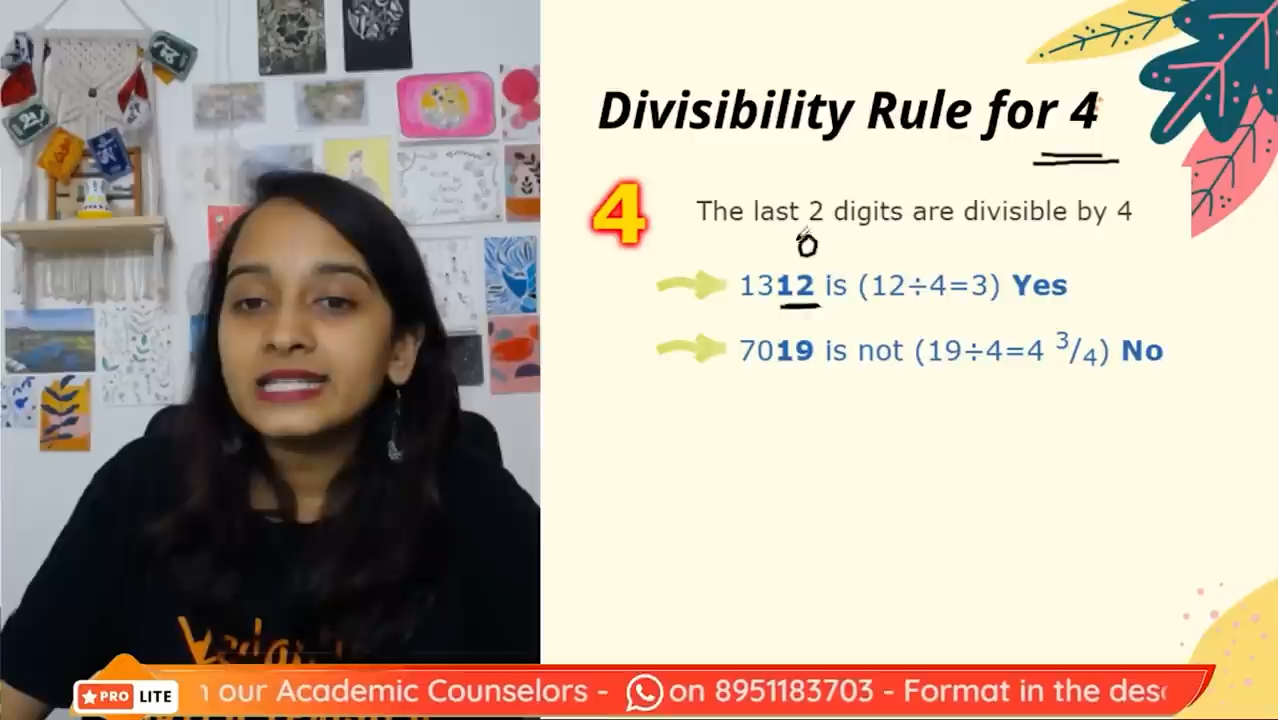 Divisibility Rule for 4
4
The last 2 digits are divisible by 4
0
1312 is (12÷4=3) Yes
7019 is not (19÷4=4 3/4) No
PRO LITE
our Academic Counselors - on 8951183703 - Format in the desc